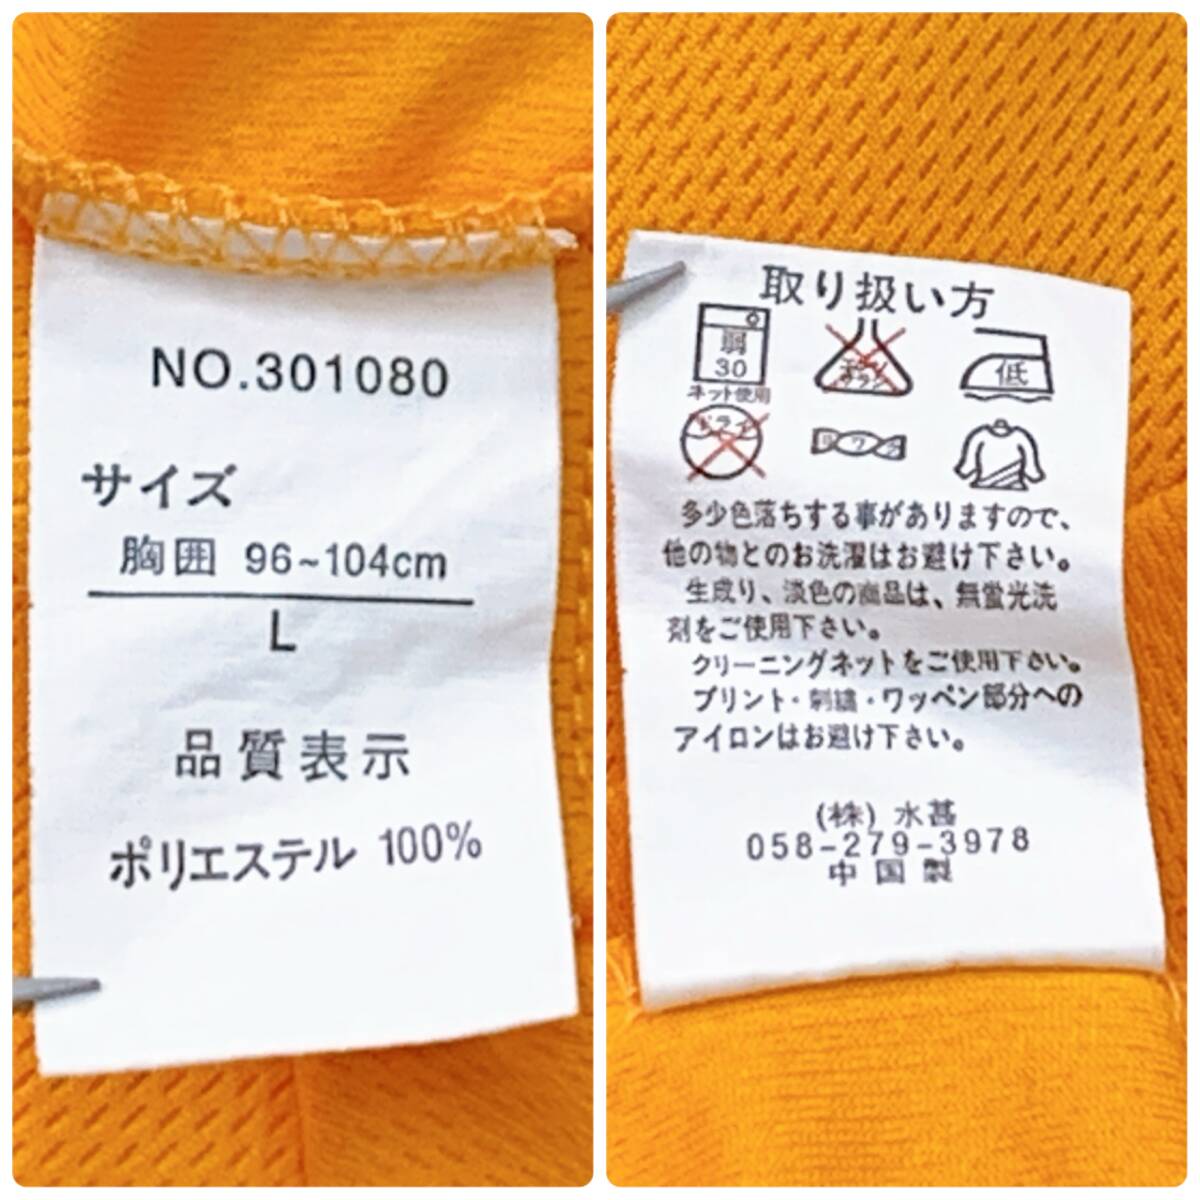 NO.301080
サイズ
胸囲 96~104cm
L
品質表示
ポリエステル 100%
取り扱い方
弱
30
ネット使用
エンソ
サラシ
低
ドライ
ヨワク
多少色落ちする事がありますので、
他の物とのお洗濯はお避け下さい。
生成り、淡色の商品は、無蛍光洗
剤をご使用下さい。
クリーニングネットをご使用下さい。
プリント・刺繍・ワッペン部分への
アイロンはお避け下さい。
(株) 水甚
058-279-3978
中国製